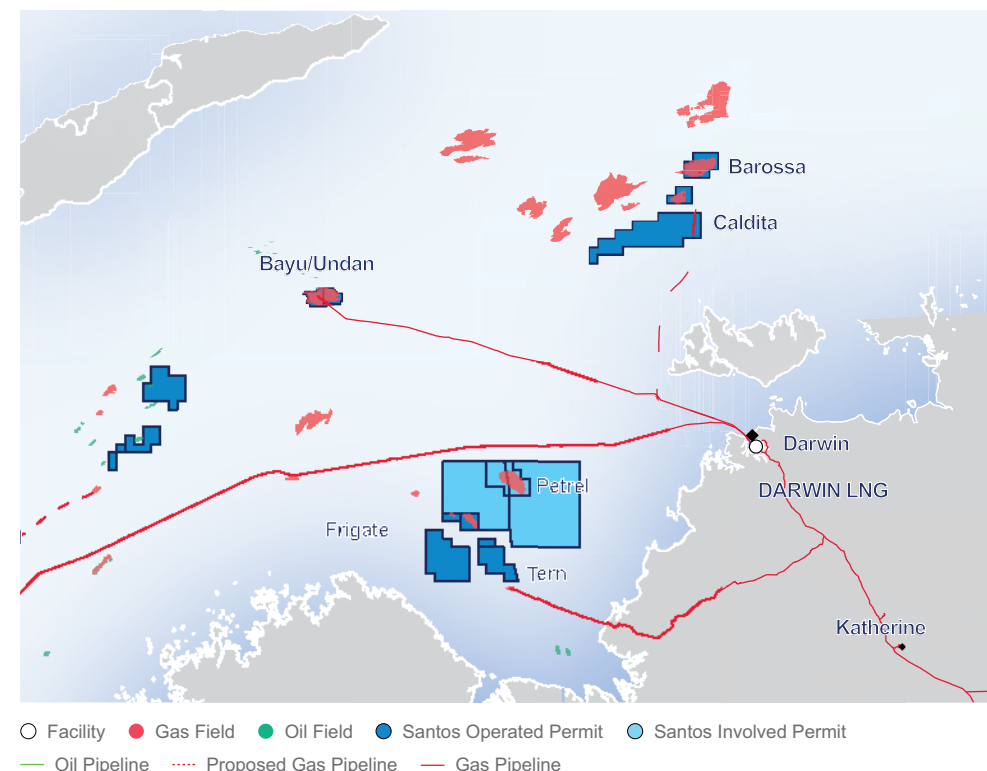 Barossa
Caldita
Bayu/Undan
Darwin
DARWIN LNG
Petrel
Frigate
Tern
Katherine
Facility Gas Field Oil Field Santos Operated Permit Santos Involved Permit
Oil Pipeline Proposed Gas Pipeline Gas Pipeline